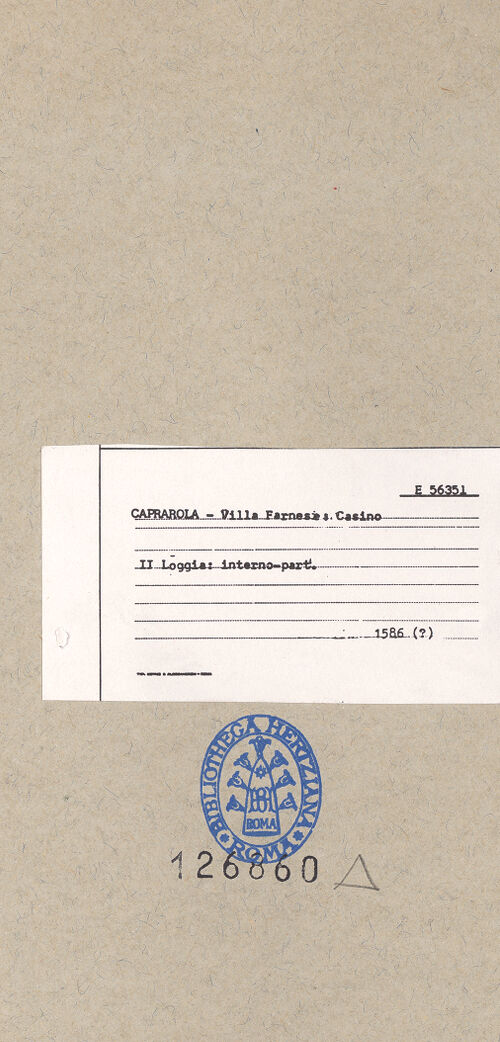 E 56351
CAPRAROLA - Villa Farnese: Casino
II Loggia: interno-part.
1586 (?)
BIBLIOTHECA HERTZIANA
ROMA
ROMA
126860